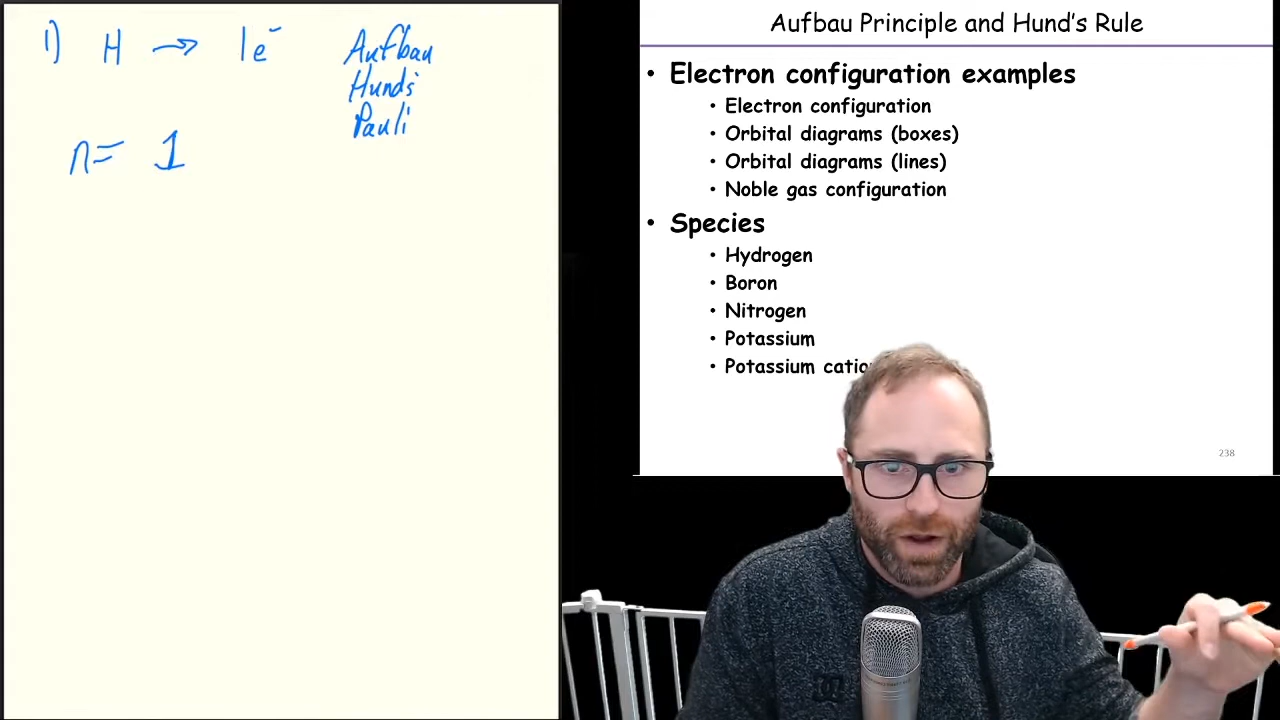 1) H → 1e⁻ Aufbau
Hunds
Pauli
n= 1
Aufbau Principle and Hund's Rule
• Electron configuration examples
• Electron configuration
• Orbital diagrams (boxes)
• Orbital diagrams (lines)
• Noble gas configuration
• Species
• Hydrogen
• Boron
• Nitrogen
• Potassium
• Potassium
238